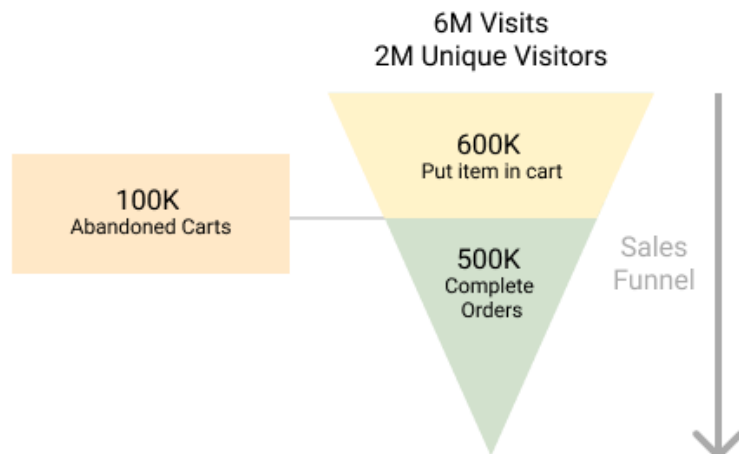 6M Visits
2M Unique Visitors
600K
Put item in cart
100K
Abandoned Carts
500K
Complete
Orders
Sales
Funnel